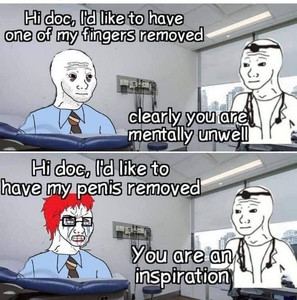 Hi doc, I'd like to have
one of my fingers removed
clearly you are
mentally unwell
Hi doc, I'd like to
have my penis removed
You are an
inspiration